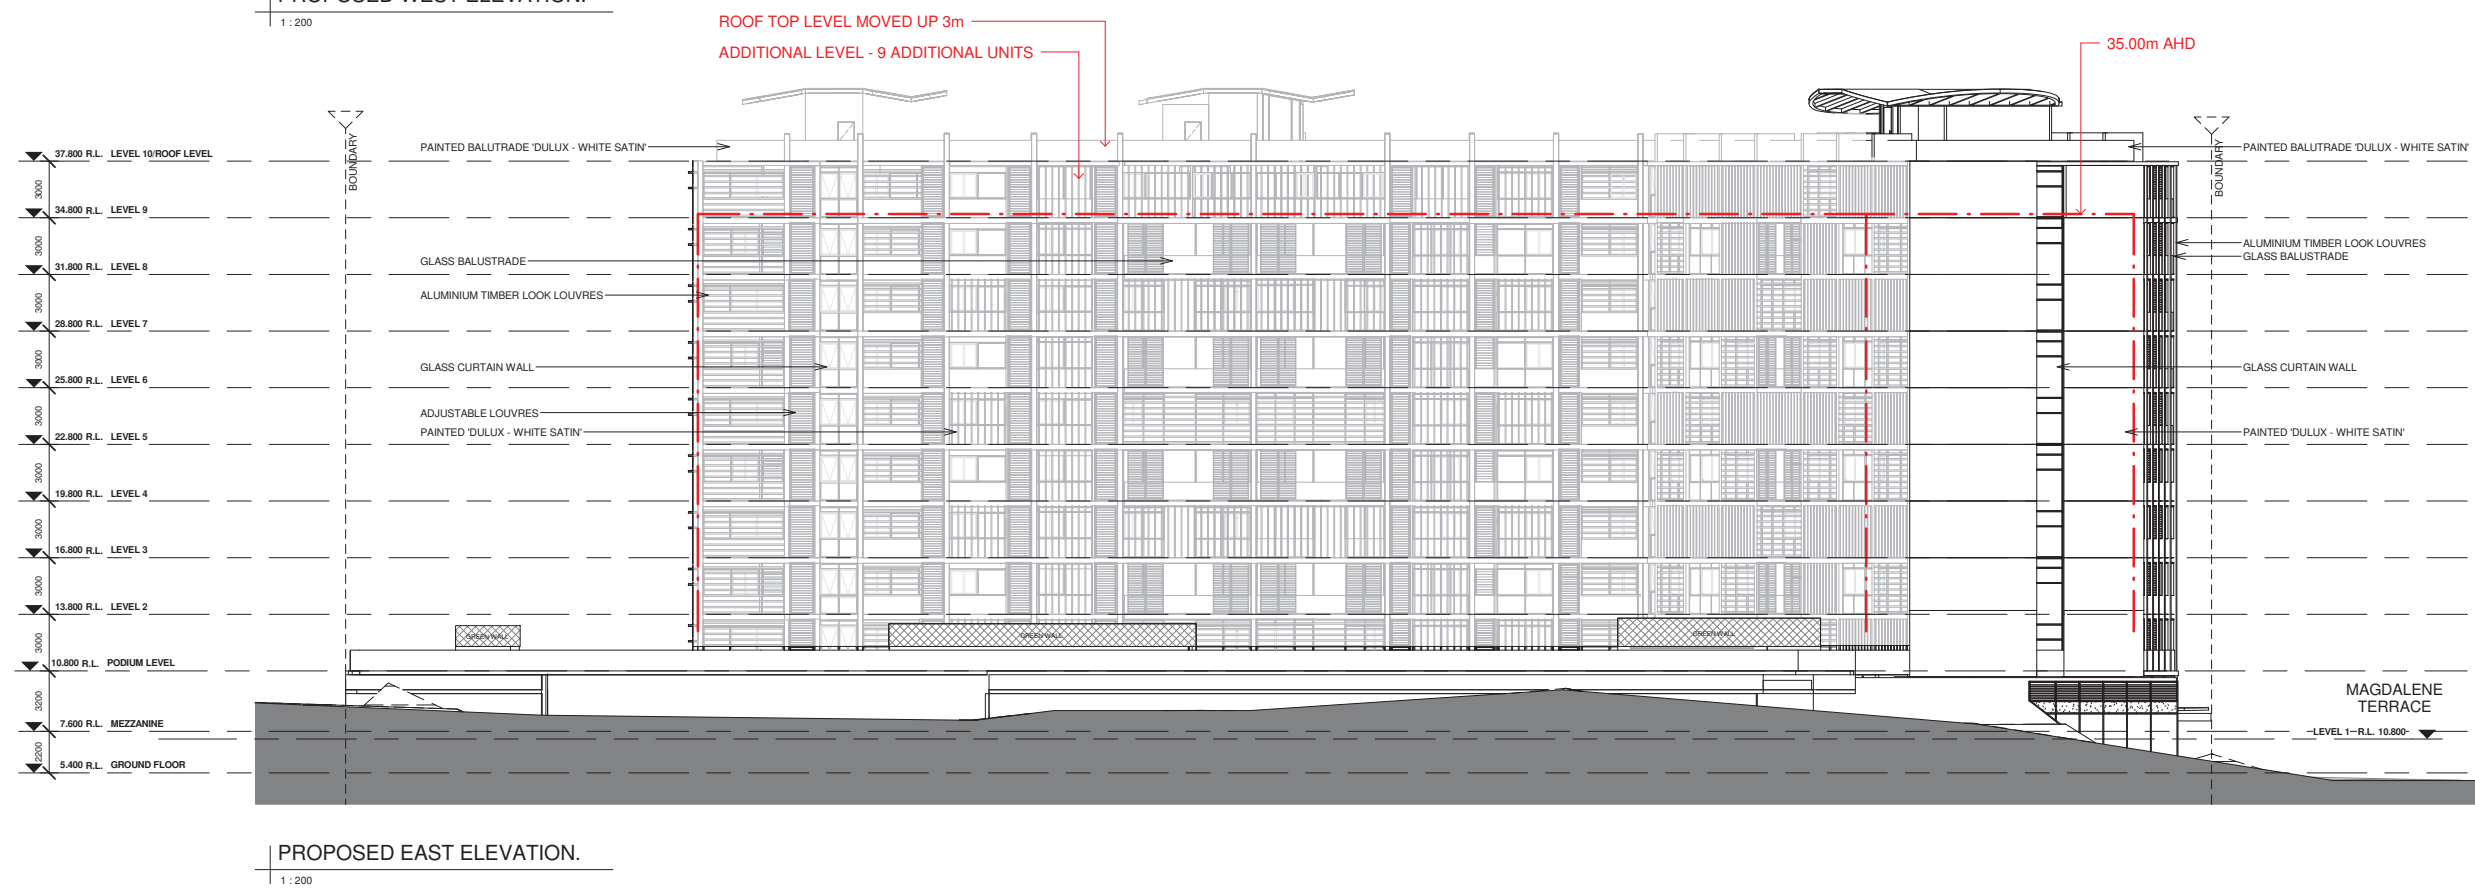 PROPOSED WEST ELEVATION.
1 : 200
ROOF TOP LEVEL MOVED UP 3m
ADDITIONAL LEVEL - 9 ADDITIONAL UNITS
35.00m AHD
BOUNDARY
BOUNDARY
PAINTED BALUTRADE 'DULUX - WHITE SATIN'
PAINTED BALUTRADE 'DULUX - WHITE SATIN'
37.800 R.L. LEVEL 10/ROOF LEVEL
3000
34.800 R.L. LEVEL 9
3000
31.800 R.L. LEVEL 8
3000
28.800 R.L. LEVEL 7
3000
25.800 R.L. LEVEL 6
3000
22.800 R.L. LEVEL 5
3000
19.800 R.L. LEVEL 4
3000
16.800 R.L. LEVEL 3
3000
13.800 R.L. LEVEL 2
3000
10.800 R.L. PODIUM LEVEL
3200
7.600 R.L. MEZZANINE
2200
5.400 R.L. GROUND FLOOR
GLASS BALUSTRADE
ALUMINIUM TIMBER LOOK LOUVRES
GLASS CURTAIN WALL
ADJUSTABLE LOUVRES
PAINTED 'DULUX - WHITE SATIN'
ALUMINIUM TIMBER LOOK LOUVRES
GLASS BALUSTRADE
GLASS CURTAIN WALL
PAINTED 'DULUX - WHITE SATIN'
GREEN WALL
GREEN WALL
GREEN WALL
MAGDALENE
TERRACE
LEVEL 1 R.L. 10.800
PROPOSED EAST ELEVATION.
1 : 200